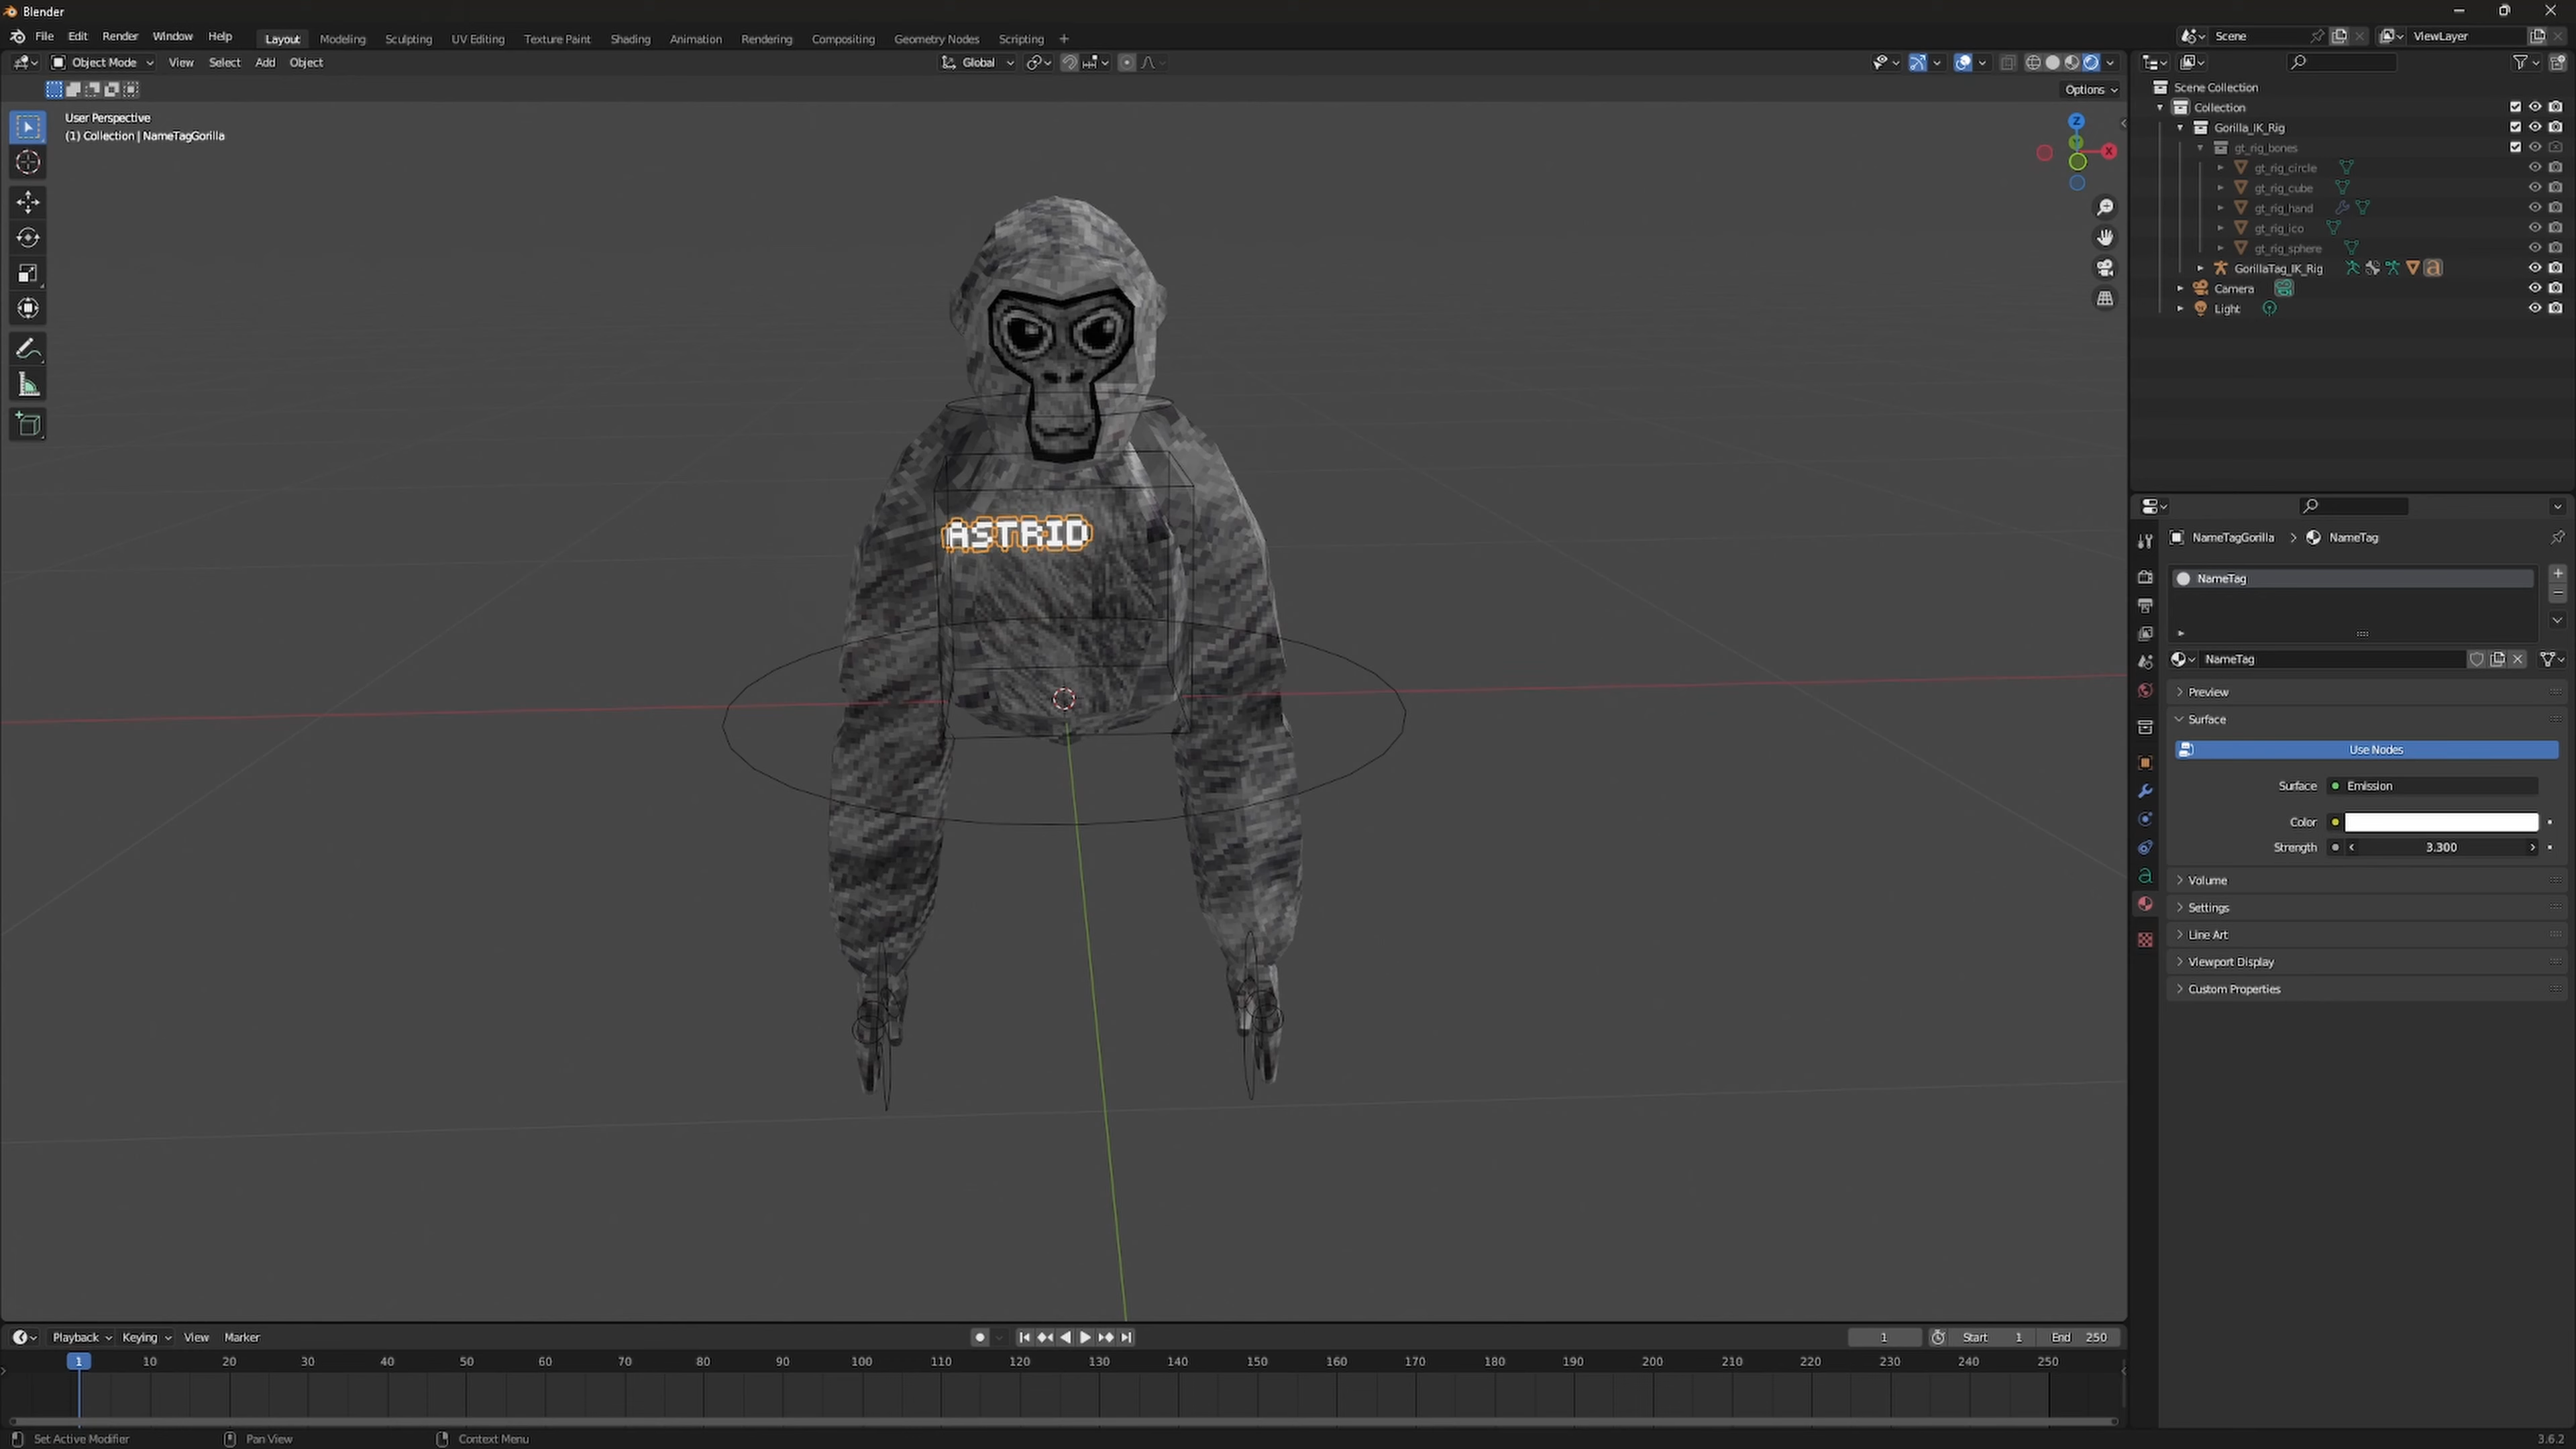 Blender
File Edit Render Window Help
Layout Modeling Sculpting UV Editing Texture Paint Shading Animation Rendering Compositing Geometry Nodes Scripting +
Scene
ViewLayer
Object Mode View Select Add Object
Global
Options
User Perspective
(1) Collection | NameTagGorilla
Z
Y
X
ASTRID
Scene Collection
Collection
Gorilla_IK_Rig
gt_rig_bones
gt_rig_circle
gt_rig_cube
gt_rig_hand
gt_rig_ico
gt_rig_sphere
GorillaTag_IK_Rig
Camera
Light
NameTagGorilla > NameTag
NameTag
NameTag
Preview
Surface
Use Nodes
Surface Emission
Color
Strength 3.300
Volume
Settings
Line Art
Viewport Display
Custom Properties
Playback Keying View Marker
1 Start 1 End 250
1 10 20 30 40 50 60 70 80 90 100 110 120 130 140 150 160 170 180 190 200 210 220 230 240 250
Set Active Modifier Pan View Context Menu
3.6.2